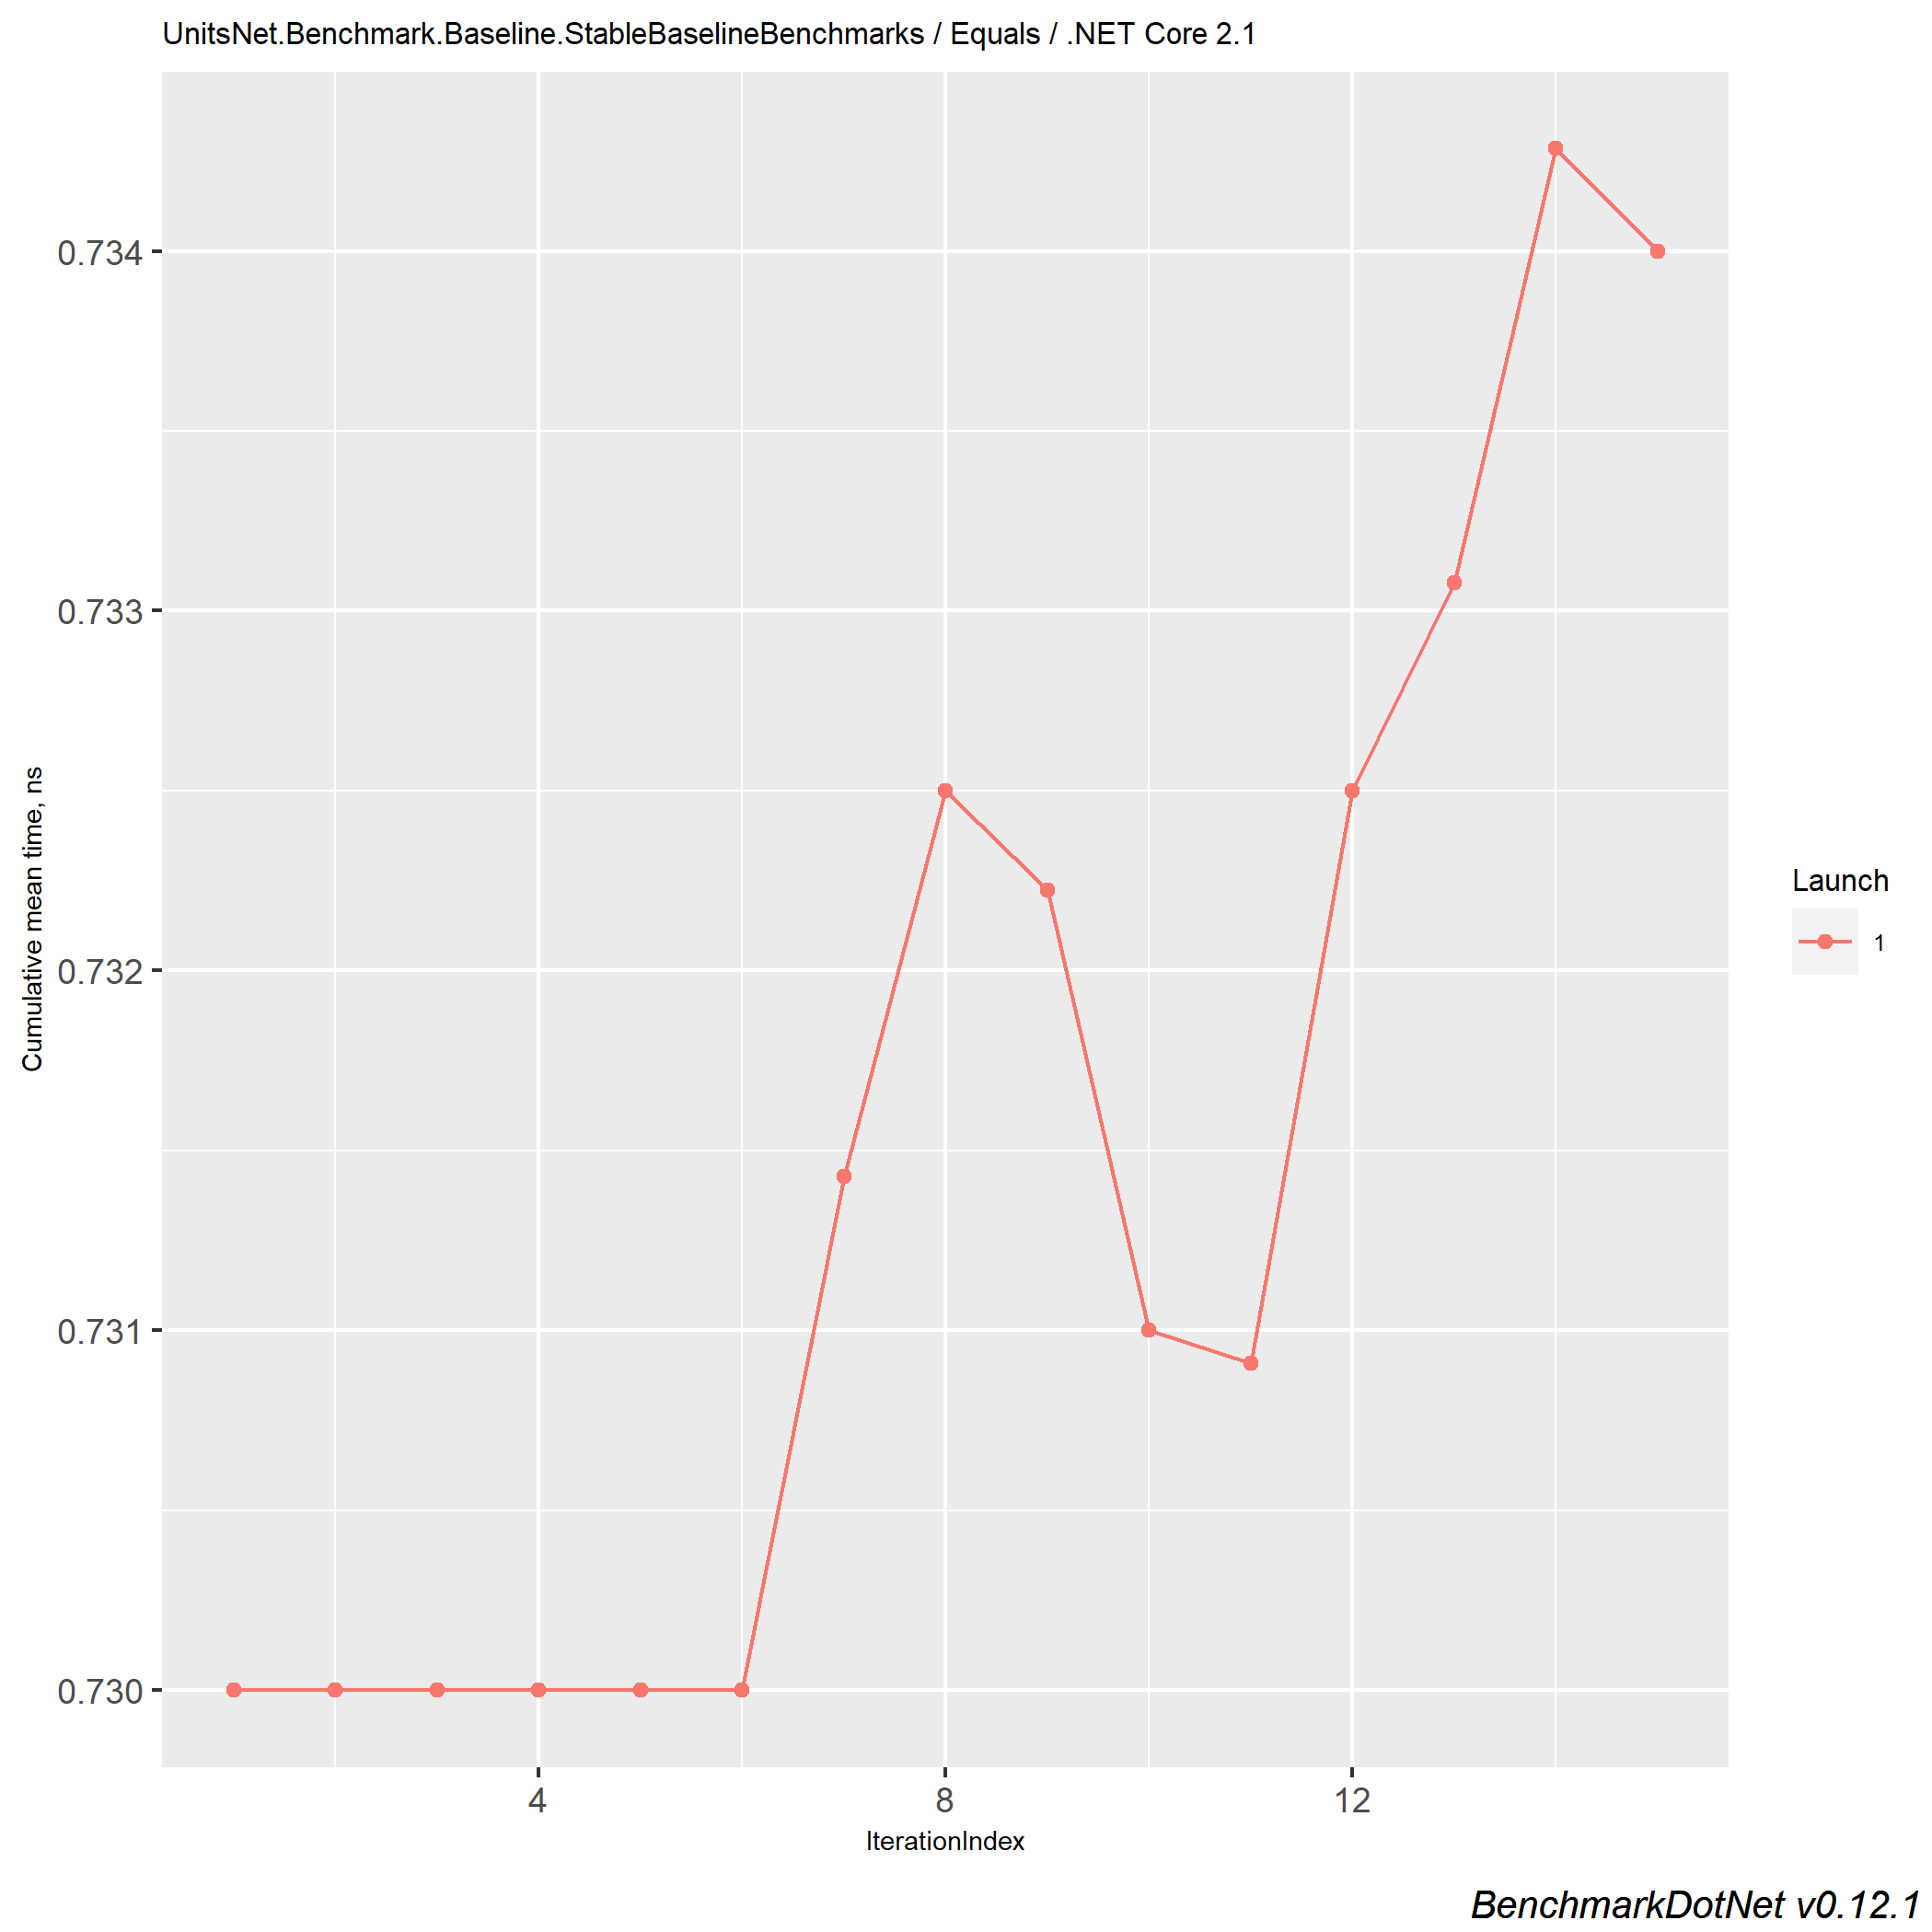 UnitsNet.Benchmark.Baseline.StableBaselineBenchmarks / Equals / .NET Core 2.1
Cumulative mean time, ns
0.734
0.733
0.732
0.731
0.730
4
8
12
IterationIndex
Launch
1
BenchmarkDotNet v0.12.1